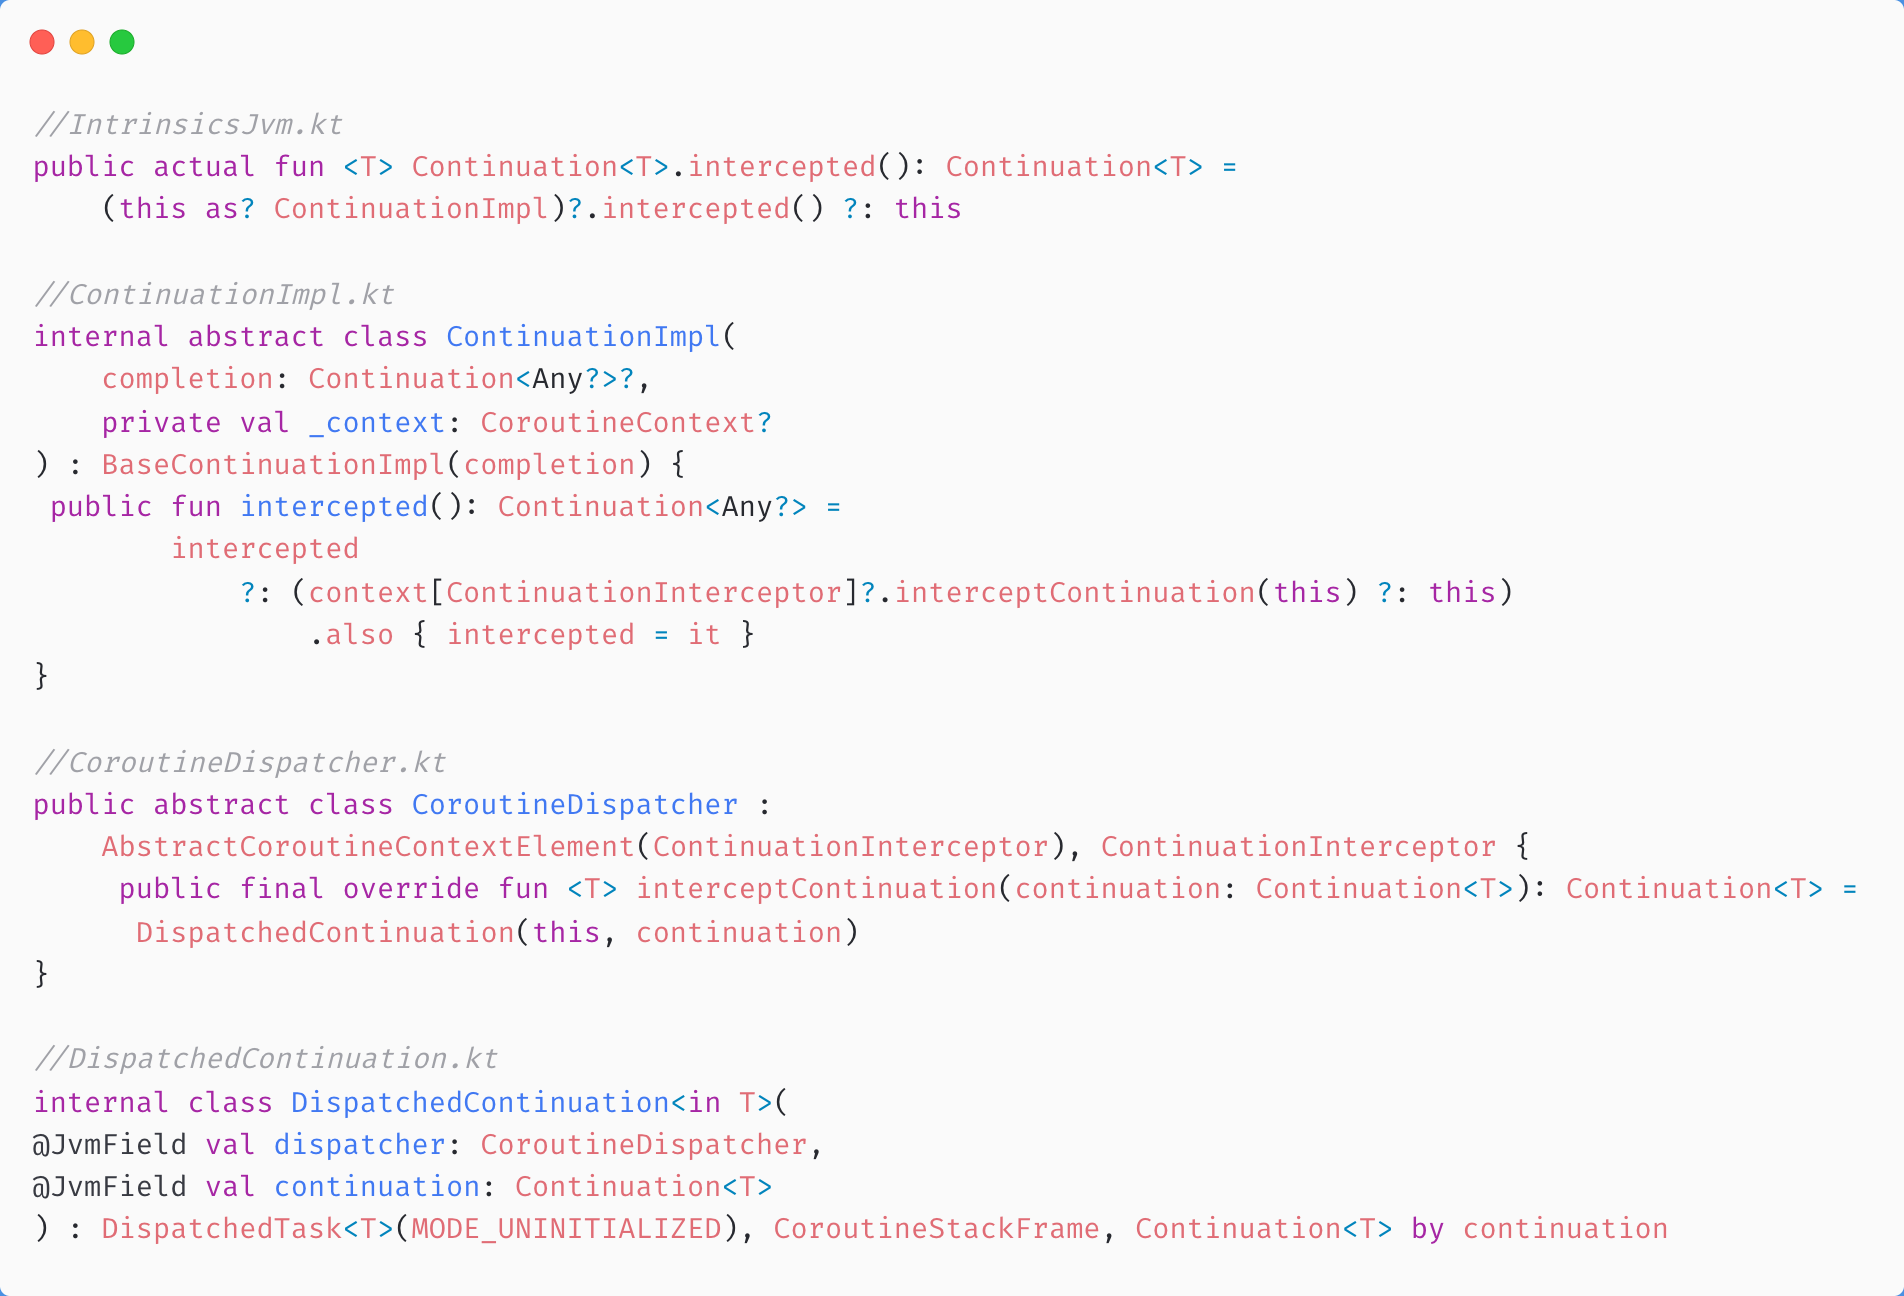 //IntrinsicsJvm.kt
public actual fun <T> Continuation<T>.intercepted(): Continuation<T> =
    (this as? ContinuationImpl)?.intercepted() ?: this

//ContinuationImpl.kt
internal abstract class ContinuationImpl(
    completion: Continuation<Any?>?,
    private val _context: CoroutineContext?
) : BaseContinuationImpl(completion) {
 public fun intercepted(): Continuation<Any?> =
        intercepted
            ?: (context[ContinuationInterceptor]?.interceptContinuation(this) ?: this)
                .also { intercepted = it }
}

//CoroutineDispatcher.kt
public abstract class CoroutineDispatcher :
    AbstractCoroutineContextElement(ContinuationInterceptor), ContinuationInterceptor {
     public final override fun <T> interceptContinuation(continuation: Continuation<T>): Continuation<T> =
      DispatchedContinuation(this, continuation)
}

//DispatchedContinuation.kt
internal class DispatchedContinuation<in T>(
@JvmField val dispatcher: CoroutineDispatcher,
@JvmField val continuation: Continuation<T>
) : DispatchedTask<T>(MODE_UNINITIALIZED), CoroutineStackFrame, Continuation<T> by continuation